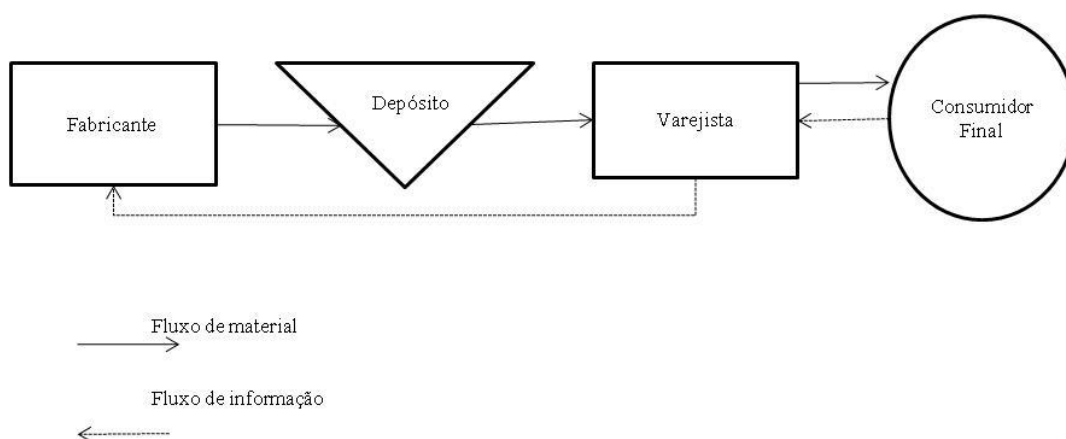 Fabricante
Depósito
Varejista
Consumidor
Final
Fluxo de material
Fluxo de informação